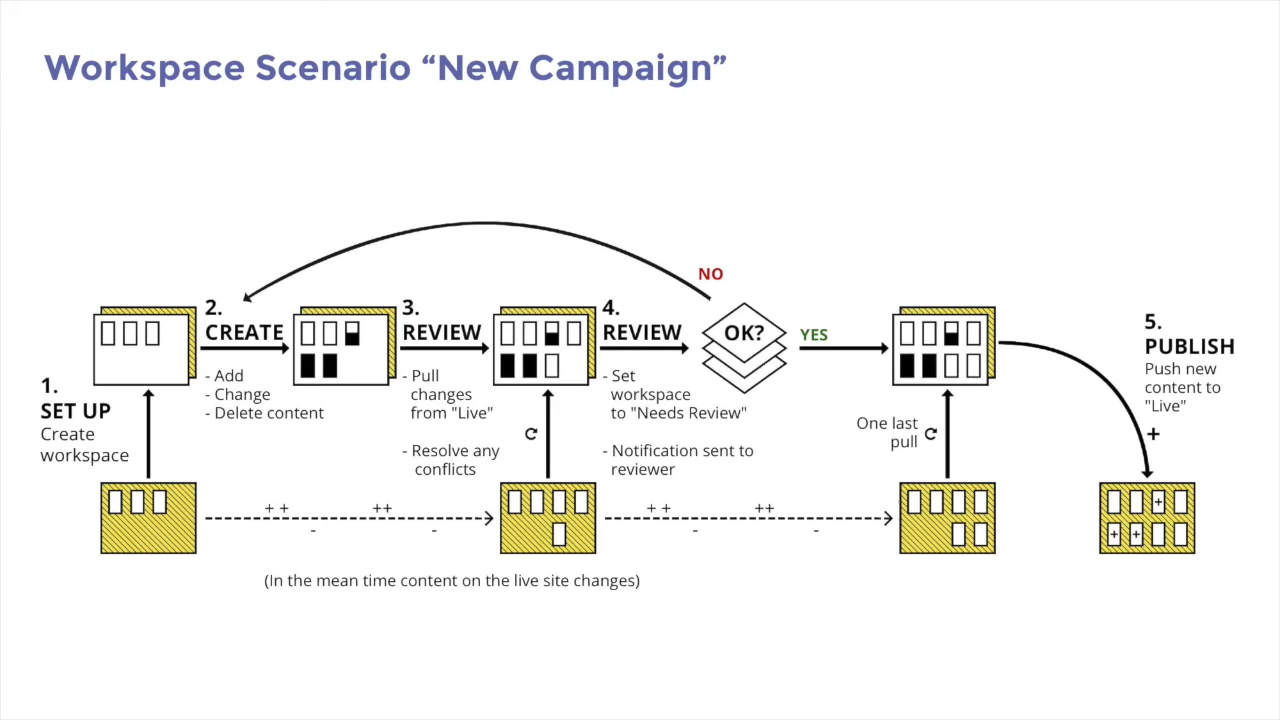 Workspace Scenario “New Campaign”
1.
SET UP
Create
workspace
2.
CREATE
- Add
- Change
- Delete content
3.
REVIEW
- Pull
changes
from "Live"
- Resolve any
conflicts
4.
REVIEW
- Set
workspace
to "Needs Review"
- Notification sent to
reviewer
NO
OK?
YES
One last
pull
5.
PUBLISH
Push new
content to
"Live"
+
+ + ++
- -
+ + ++
- -
+
+ +
(In the mean time content on the live site changes)